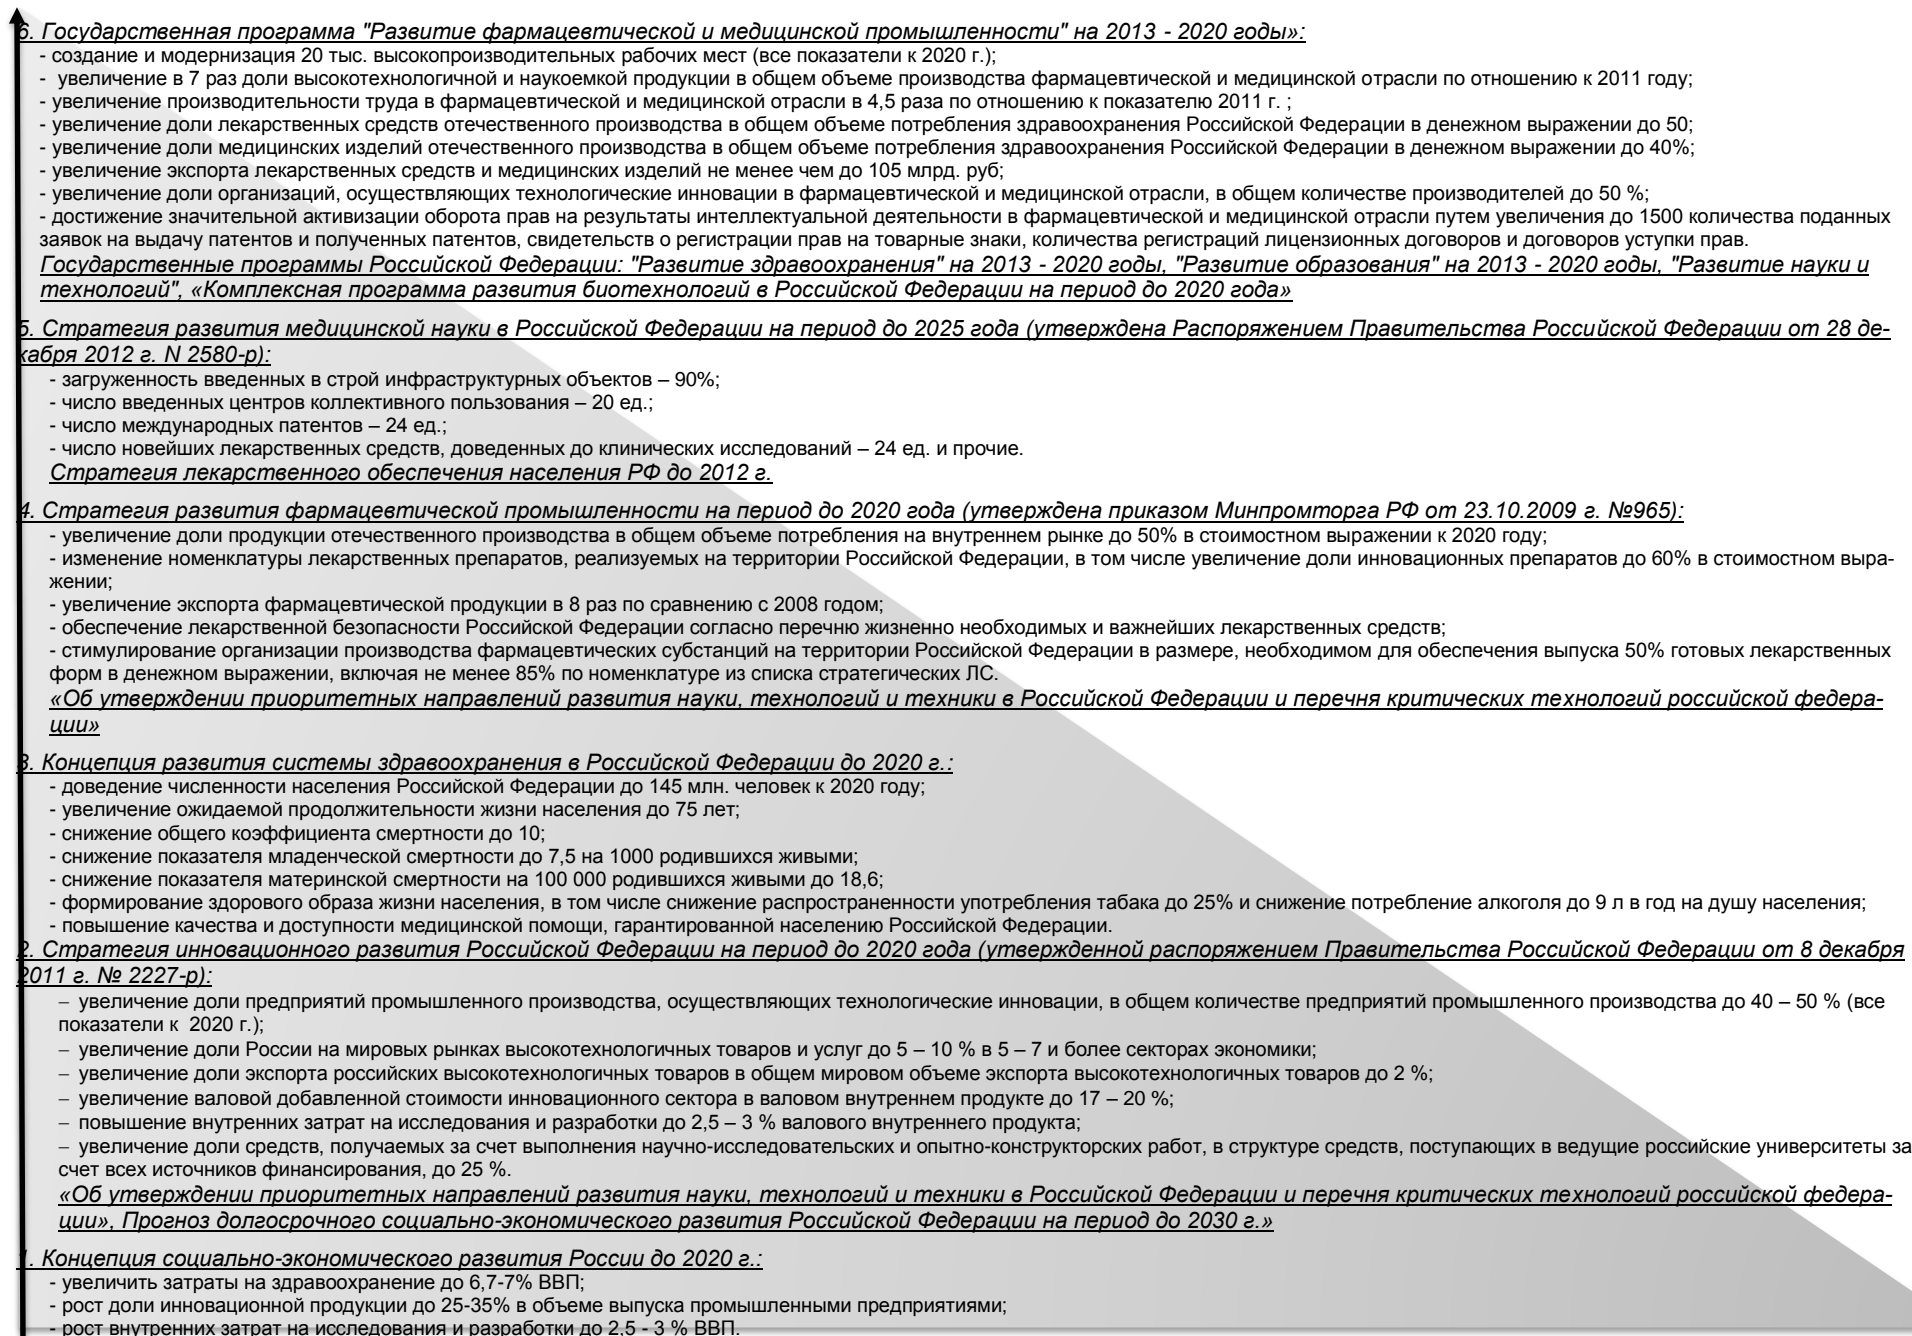 6. Государственная программа "Развитие фармацевтической и медицинской промышленности" на 2013 - 2020 годы»:
- создание и модернизация 20 тыс. высокопроизводительных рабочих мест (все показатели к 2020 г.);
- увеличение в 7 раз доли высокотехнологичной и наукоемкой продукции в общем объеме производства фармацевтической и медицинской отрасли по отношению к 2011 году;
- увеличение производительности труда в фармацевтической и медицинской отрасли в 4,5 раза по отношению к показателю 2011 г. ;
- увеличение доли лекарственных средств отечественного производства в общем объеме потребления здравоохранения Российской Федерации в денежном выражении до 50;
- увеличение доли медицинских изделий отечественного производства в общем объеме потребления здравоохранения Российской Федерации в денежном выражении до 40%;
- увеличение экспорта лекарственных средств и медицинских изделий не менее чем до 105 млрд. руб;
- увеличение доли организаций, осуществляющих технологические инновации в фармацевтической и медицинской отрасли, в общем количестве производителей до 50 %;
- достижение значительной активизации оборота прав на результаты интеллектуальной деятельности в фармацевтической и медицинской отрасли путем увеличения до 1500 количества поданных
заявок на выдачу патентов и полученных патентов, свидетельств о регистрации прав на товарные знаки, количества регистраций лицензионных договоров и договоров уступки прав.
Государственные программы Российской Федерации: "Развитие здравоохранения" на 2013 - 2020 годы, "Развитие образования" на 2013 - 2020 годы, "Развитие науки и
технологий", «Комплексная программа развития биотехнологий в Российской Федерации на период до 2020 года»
5. Стратегия развития медицинской науки в Российской Федерации на период до 2025 года (утверждена Распоряжением Правительства Российской Федерации от 28 де-
кабря 2012 г. N 2580-р):
- загруженность введенных в строй инфраструктурных объектов – 90%;
- число введенных центров коллективного пользования – 20 ед.;
- число международных патентов – 24 ед.;
- число новейших лекарственных средств, доведенных до клинических исследований – 24 ед. и прочие.
Стратегия лекарственного обеспечения населения РФ до 2012 г.
4. Стратегия развития фармацевтической промышленности на период до 2020 года (утверждена приказом Минпромторга РФ от 23.10.2009 г. №965):
- увеличение доли продукции отечественного производства в общем объеме потребления на внутреннем рынке до 50% в стоимостном выражении к 2020 году;
- изменение номенклатуры лекарственных препаратов, реализуемых на территории Российской Федерации, в том числе увеличение доли инновационных препаратов до 60% в стоимостном выра-
жении;
- увеличение экспорта фармацевтической продукции в 8 раз по сравнению с 2008 годом;
- обеспечение лекарственной безопасности Российской Федерации согласно перечню жизненно необходимых и важнейших лекарственных средств;
- стимулирование организации производства фармацевтических субстанций на территории Российской Федерации в размере, необходимом для обеспечения выпуска 50% готовых лекарственных
форм в денежном выражении, включая не менее 85% по номенклатуре из списка стратегических ЛС.
«Об утверждении приоритетных направлений развития науки, технологий и техники в Российской Федерации и перечня критических технологий российской федера-
ции»
3. Концепция развития системы здравоохранения в Российской Федерации до 2020 г.:
- доведение численности населения Российской Федерации до 145 млн. человек к 2020 году;
- увеличение ожидаемой продолжительности жизни населения до 75 лет;
- снижение общего коэффициента смертности до 10;
- снижение показателя младенческой смертности до 7,5 на 1000 родившихся живыми;
- снижение показателя материнской смертности на 100 000 родившихся живыми до 18,6;
- формирование здорового образа жизни населения, в том числе снижение распространенности употребления табака до 25% и снижение потребление алкоголя до 9 л в год на душу населения;
- повышение качества и доступности медицинской помощи, гарантированной населению Российской Федерации.
2. Стратегия инновационного развития Российской Федерации на период до 2020 года (утвержденной распоряжением Правительства Российской Федерации от 8 декабря
2011 г. № 2227-р):
– увеличение доли предприятий промышленного производства, осуществляющих технологические инновации, в общем количестве предприятий промышленного производства до 40 – 50 % (все
показатели к 2020 г.);
– увеличение доли России на мировых рынках высокотехнологичных товаров и услуг до 5 – 10 % в 5 – 7 и более секторах экономики;
– увеличение доли экспорта российских высокотехнологичных товаров в общем мировом объеме экспорта высокотехнологичных товаров до 2 %;
– увеличение валовой добавленной стоимости инновационного сектора в валовом внутреннем продукте до 17 – 20 %;
– повышение внутренних затрат на исследования и разработки до 2,5 – 3 % валового внутреннего продукта;
– увеличение доли средств, получаемых за счет выполнения научно-исследовательских и опытно-конструкторских работ, в структуре средств, поступающих в ведущие российские университеты за
счет всех источников финансирования, до 25 %.
«Об утверждении приоритетных направлений развития науки, технологий и техники в Российской Федерации и перечня критических технологий российской федера-
ции», Прогноз долгосрочного социально-экономического развития Российской Федерации на период до 2030 г.»
1. Концепция социально-экономического развития России до 2020 г.:
- увеличить затраты на здравоохранение до 6,7-7% ВВП;
- рост доли инновационной продукции до 25-35% в объеме выпуска промышленными предприятиями;
- рост внутренних затрат на исследования и разработки до 2,5 - 3 % ВВП.